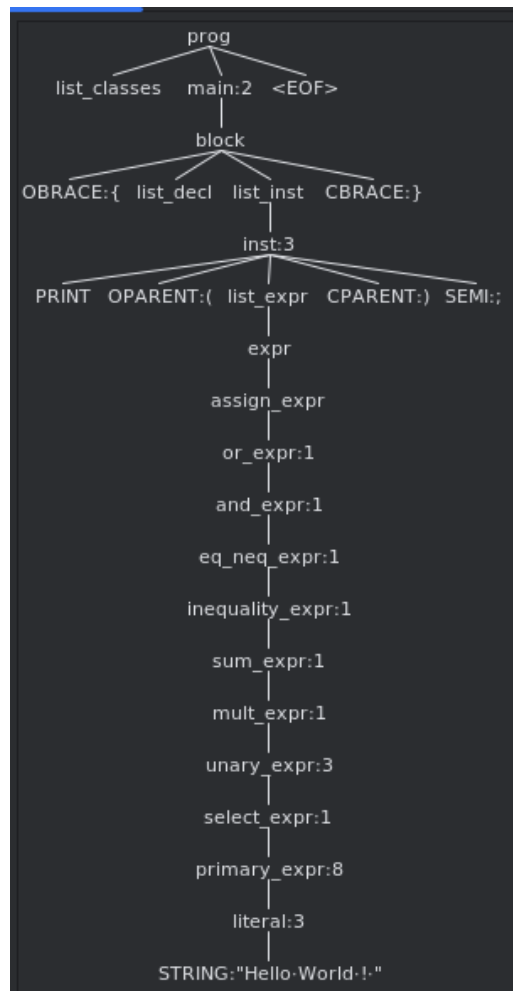 prog
list_classes main:2 <EOF>
block
OBRACE:{ list_decl list_inst CBRACE:}
inst:3
PRINT OPARENT:( list_expr CPARENT:) SEMI:;
expr
assign_expr
or_expr:1
and_expr:1
eq_neq_expr:1
inequality_expr:1
sum_expr:1
mult_expr:1
unary_expr:3
select_expr:1
primary_expr:8
literal:3
STRING:"Hello·World·!·"